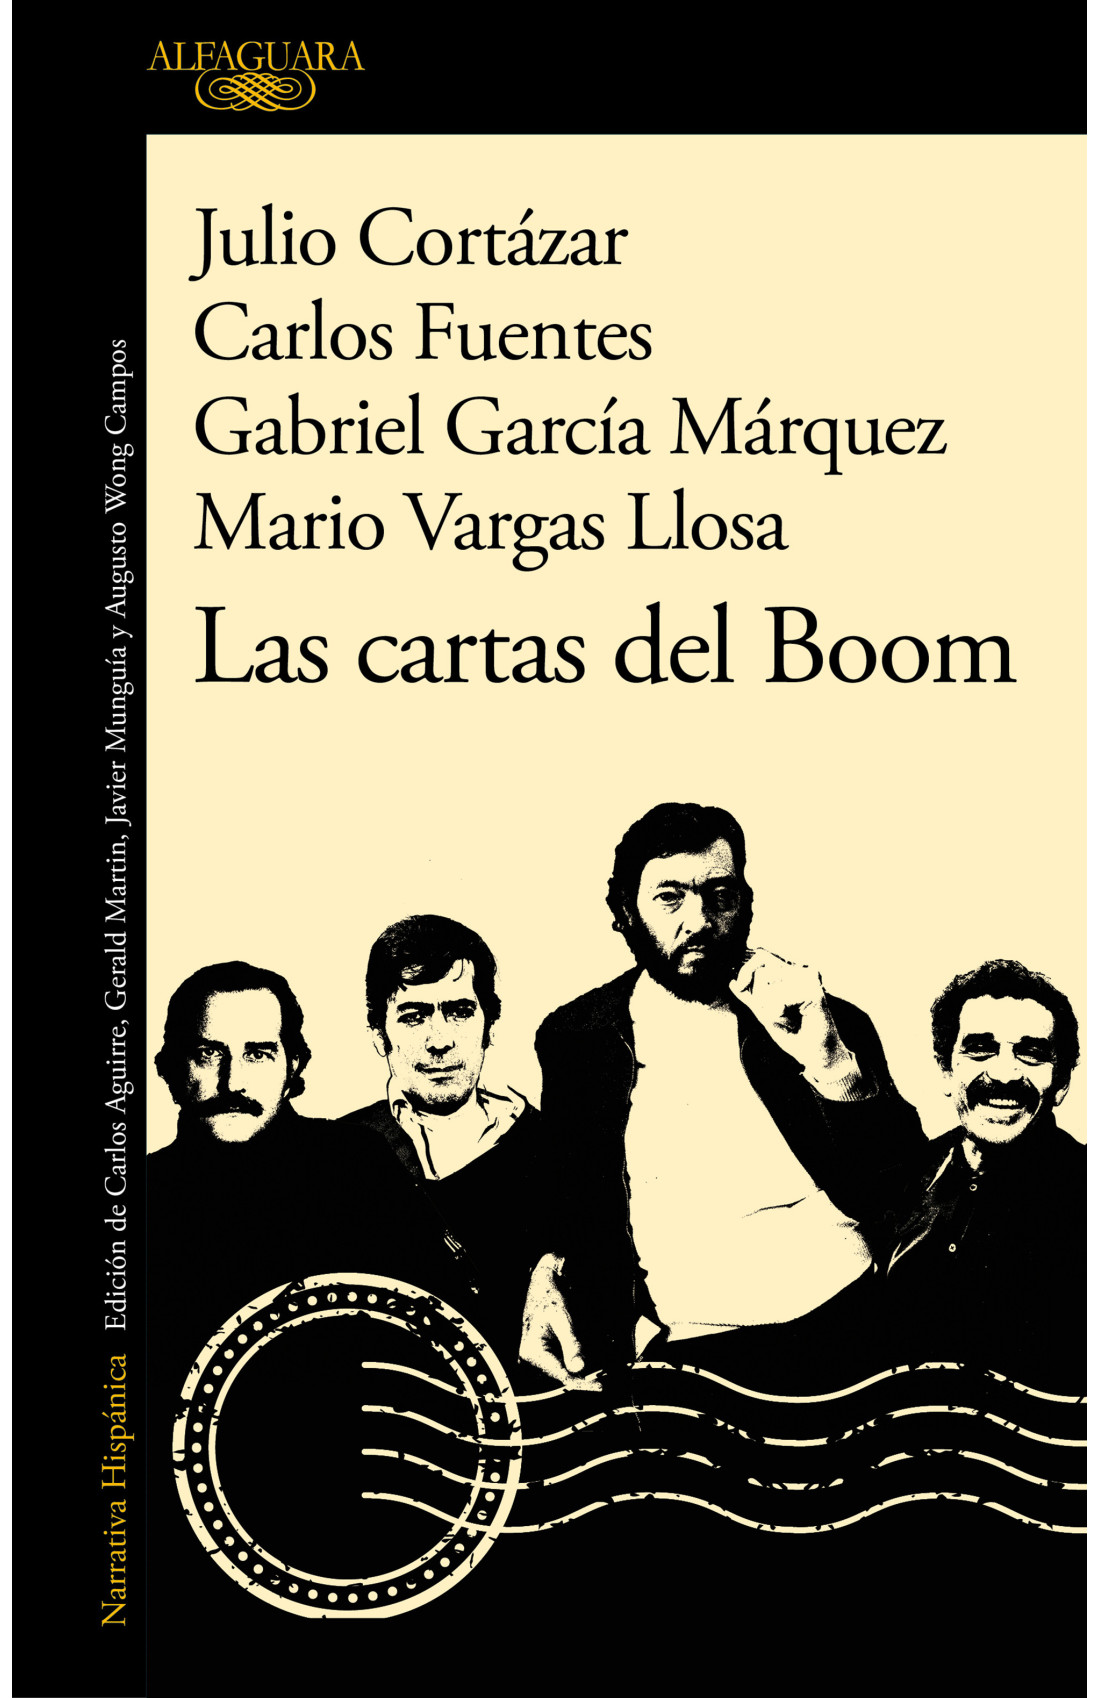 ALFAGUARA
Julio Cortázar
Carlos Fuentes
Gabriel García Márquez
Mario Vargas Llosa
Las cartas del Boom
Narrativa Hispánica Edición de Carlos Aguirre, Gerald Martin, Javier Munguía y Augusto Wong Campos